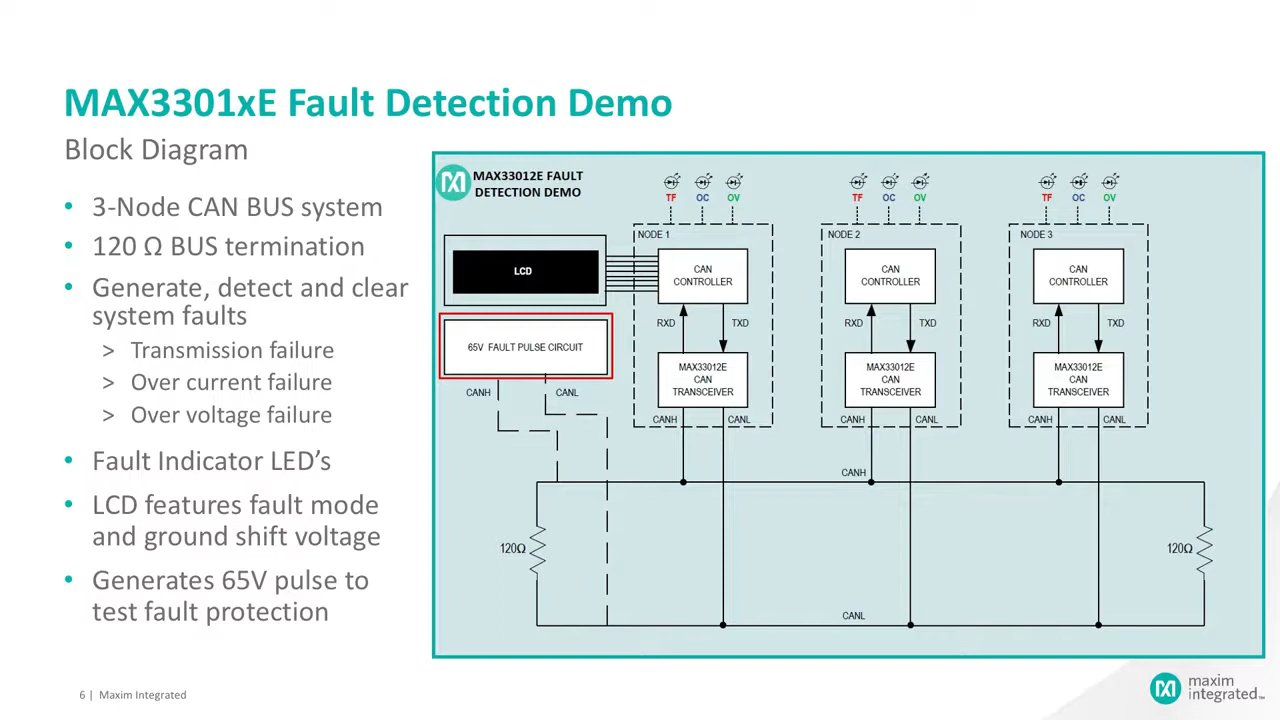 MAX3301xE Fault Detection Demo
Block Diagram
• 3-Node CAN BUS system
• 120 Ω BUS termination
• Generate, detect and clear
system faults
> Transmission failure
> Over current failure
> Over voltage failure
• Fault Indicator LED’s
• LCD features fault mode
and ground shift voltage
• Generates 65V pulse to
test fault protection
MAX33012E FAULT
DETECTION DEMO
TF OC OV
TF OC OV
TF OC OV
NODE 1
NODE 2
NODE 3
LCD
CAN
CONTROLLER
CAN
CONTROLLER
CAN
CONTROLLER
RXD TXD
RXD TXD
RXD TXD
65V FAULT PULSE CIRCUIT
MAX33012E
CAN
TRANSCEIVER
MAX33012E
CAN
TRANSCEIVER
MAX33012E
CAN
TRANSCEIVER
CANH CANL
CANH CANL
CANH CANL
CANH CANL
CANH
120Ω
120Ω
CANL
6 | Maxim Integrated
maxim
integrated™